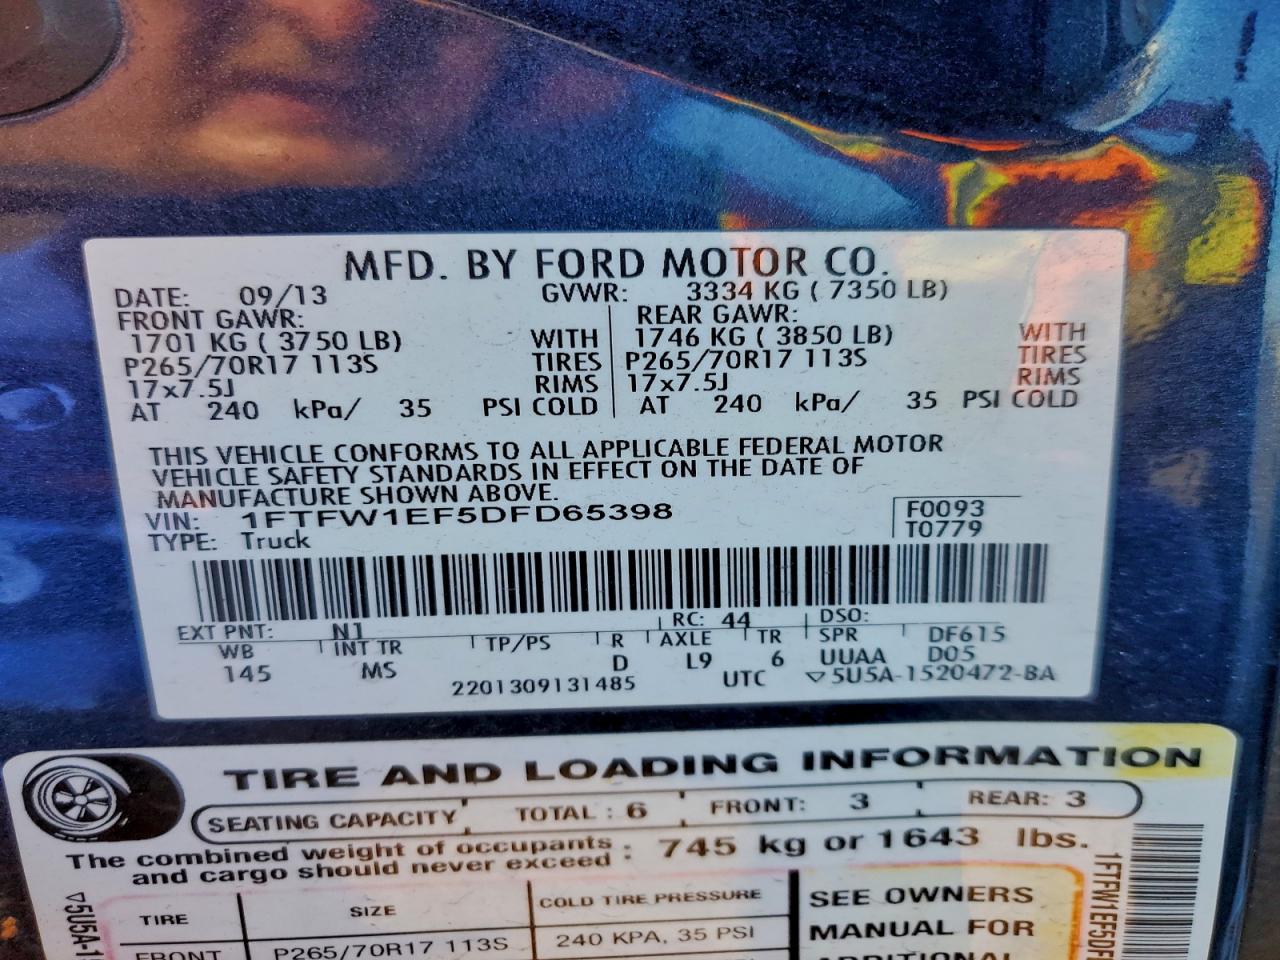 MFD. BY FORD MOTOR CO.
DATE: 09/13 GVWR: 3334 KG ( 7350 LB)
FRONT GAWR: REAR GAWR:
1701 KG ( 3750 LB) WITH 1746 KG ( 3850 LB) WITH
P265/70R17 113S TIRES P265/70R17 113S TIRES
17x7.5J RIMS 17x7.5J RIMS
AT 240 kPa/ 35 PSI COLD AT 240 kPa/ 35 PSI COLD
THIS VEHICLE CONFORMS TO ALL APPLICABLE FEDERAL MOTOR
VEHICLE SAFETY STANDARDS IN EFFECT ON THE DATE OF
MANUFACTURE SHOWN ABOVE.
VIN: 1FTFW1EF5DFD65398 F0093
TYPE: Truck T0779
EXT PNT: N1 RC: 44 DSO:
WB INT TR TP/PS R AXLE TR SPR DF615
145 MS D L9 6 UUAA D05
2201309131485 UTC ▽5U5A-1520472-BA
TIRE AND LOADING INFORMATION
SEATING CAPACITY TOTAL : 6 FRONT: 3 REAR: 3
The combined weight of occupants
and cargo should never exceed : 745 kg or 1643 lbs.
TIRE SIZE COLD TIRE PRESSURE SEE OWNERS
FRONT P265/70R17 113S 240 KPA, 35 PSI MANUAL FOR
ADDITIONAL
▽5U5A-1
1FTFW1EF5DF